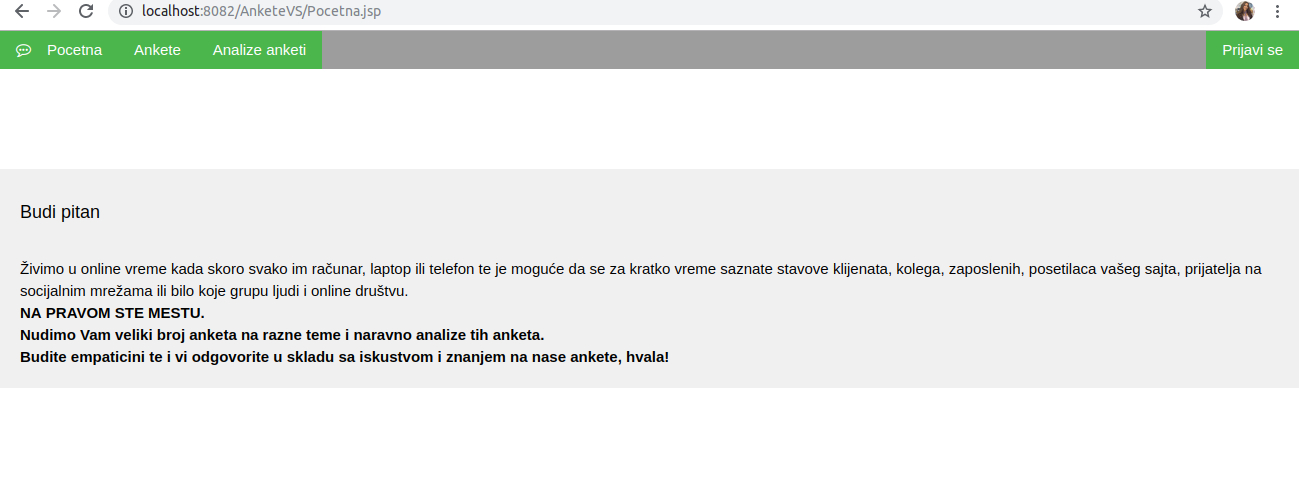 localhost:8082/AnketeVS/Pocetna.jsp
Pocetna Ankete Analize anketi Prijavi se
Budi pitan
Živimo u online vreme kada skoro svako im računar, laptop ili telefon te je moguće da se za kratko vreme saznate stavove klijenata, kolega, zaposlenih, posetilaca vašeg sajta, prijatelja na
socijalnim mrežama ili bilo koje grupu ljudi i online društvu.
NA PRAVOM STE MESTU.
Nudimo Vam veliki broj anketa na razne teme i naravno analize tih anketa.
Budite empaticini te i vi odgovorite u skladu sa iskustvom i znanjem na nase ankete, hvala!